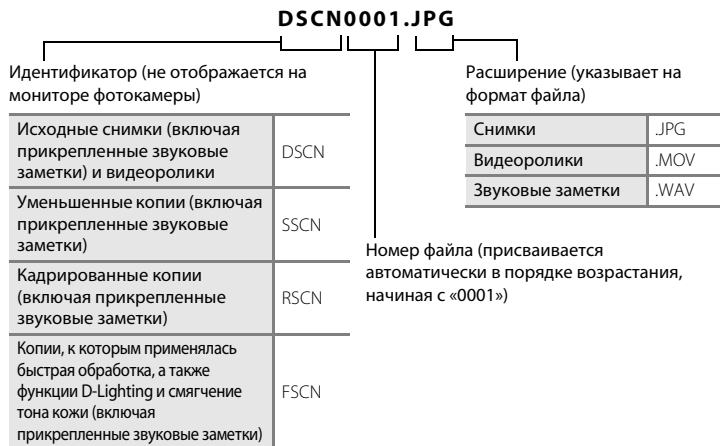 DSCN0001.JPG
Идентификатор (не отображается на
мониторе фотокамеры)
Исходные снимки (включая
прикрепленные звуковые
заметки) и видеоролики
DSCN
Уменьшенные копии (включая
прикрепленные звуковые
заметки)
SSCN
Кадрированные копии
(включая прикрепленные
звуковые заметки)
RSCN
Копии, к которым применялась
быстрая обработка, а также
функции D-Lighting и смягчение
тона кожи (включая
прикрепленные звуковые заметки)
FSCN
Номер файла (присваивается
автоматически в порядке возрастания,
начиная с «0001»)
Расширение (указывает на
формат файла)
Снимки .JPG
Видеоролики .MOV
Звуковые заметки .WAV